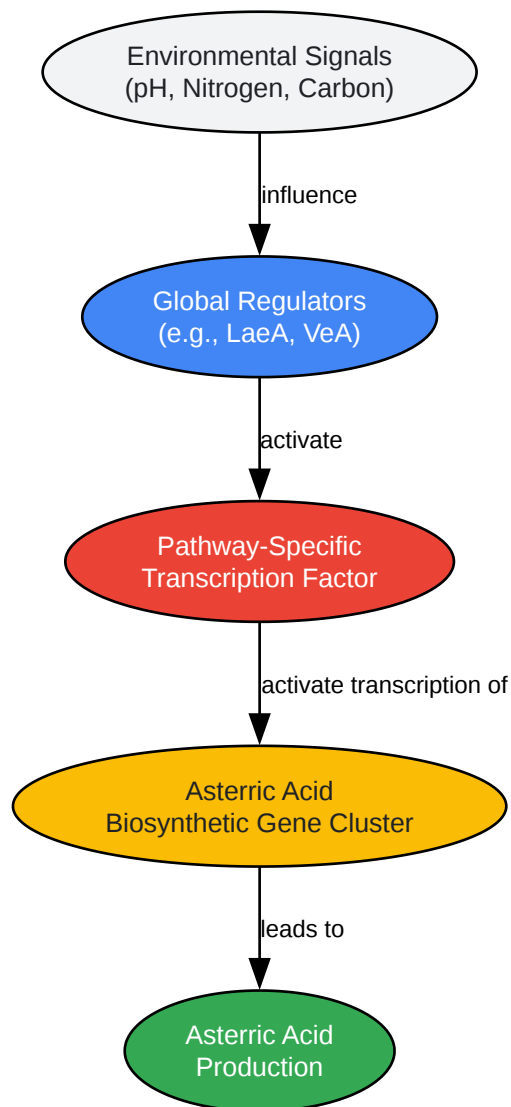 Environmental Signals
(pH, Nitrogen, Carbon)
influence
Global Regulators
(e.g., LaeA, VeA)
activate
Pathway-Specific
Transcription Factor
activate transcription of
Asterric Acid
Biosynthetic Gene Cluster
leads to
Asterric Acid
Production